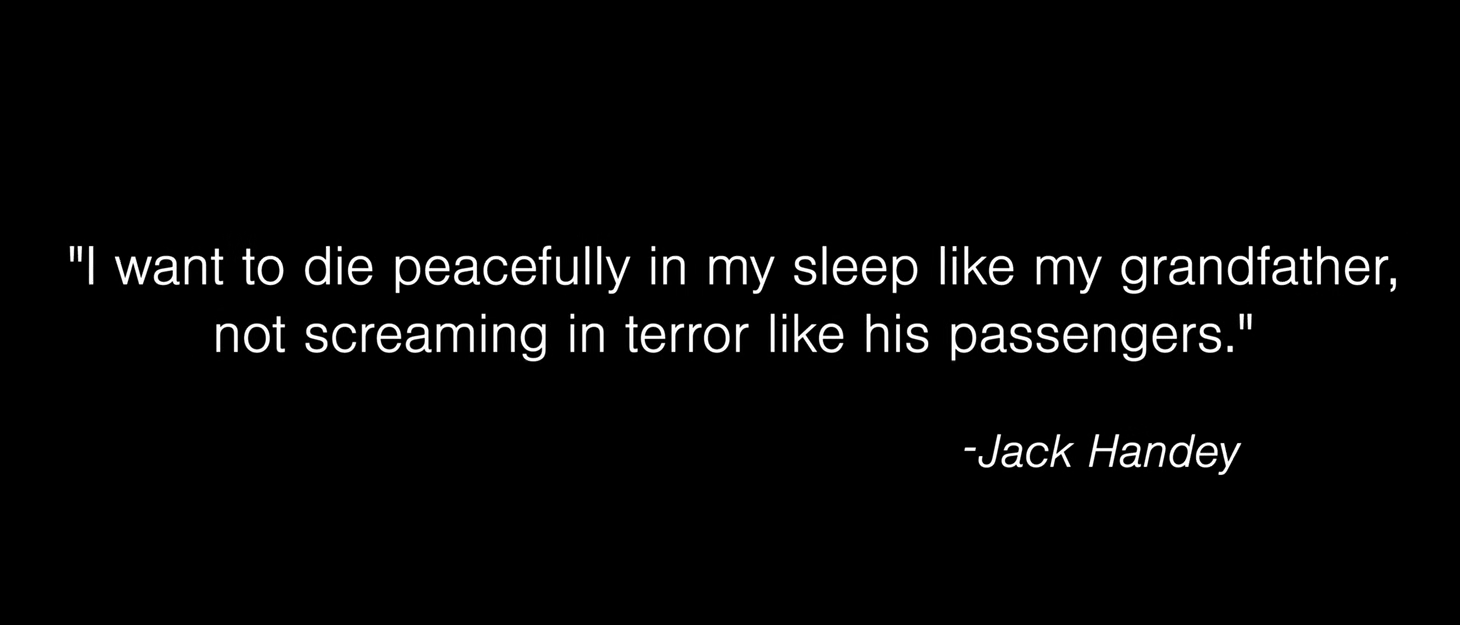 "I want to die peacefully in my sleep like my grandfather,
not screaming in terror like his passengers."
-Jack Handey